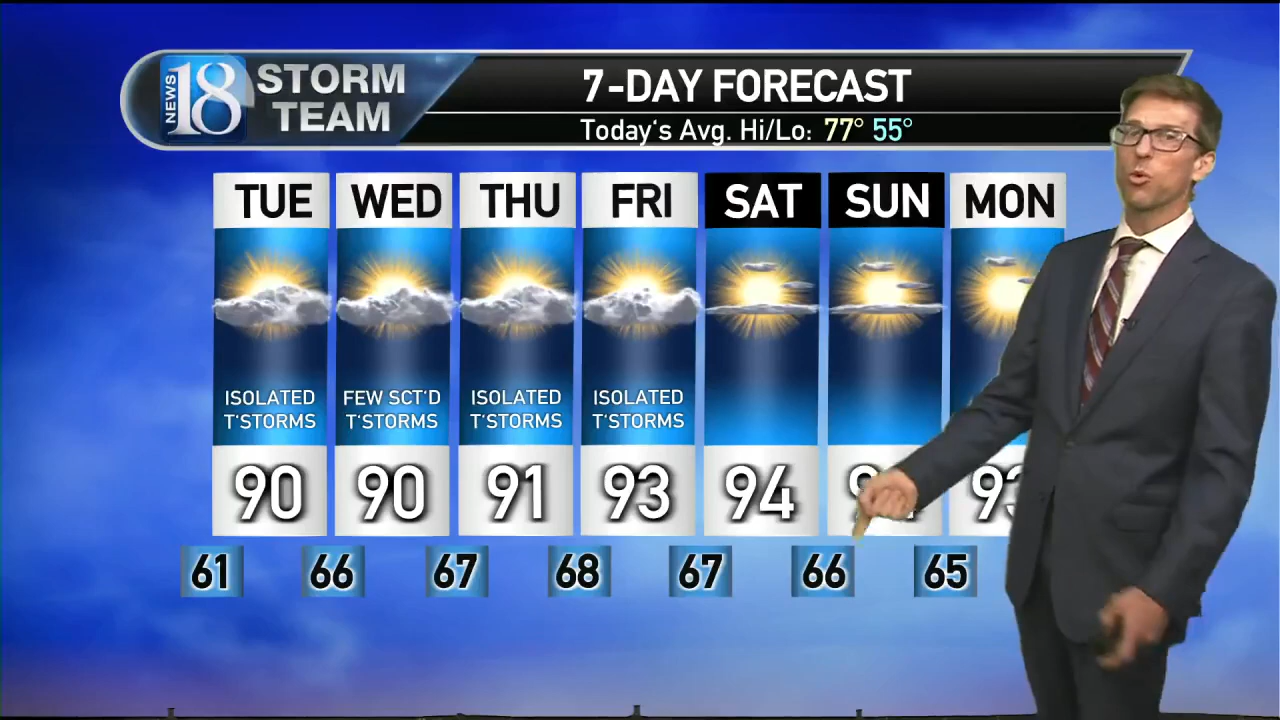 NEWS 18 STORM TEAM
7-DAY FORECAST
Today's Avg. Hi/Lo: 77° 55°
TUE WED THU FRI SAT SUN MON
ISOLATED T'STORMS
FEW SCT'D T'STORMS
ISOLATED T'STORMS
ISOLATED T'STORMS
90 90 91 93 94 93
61 66 67 68 67 66 65